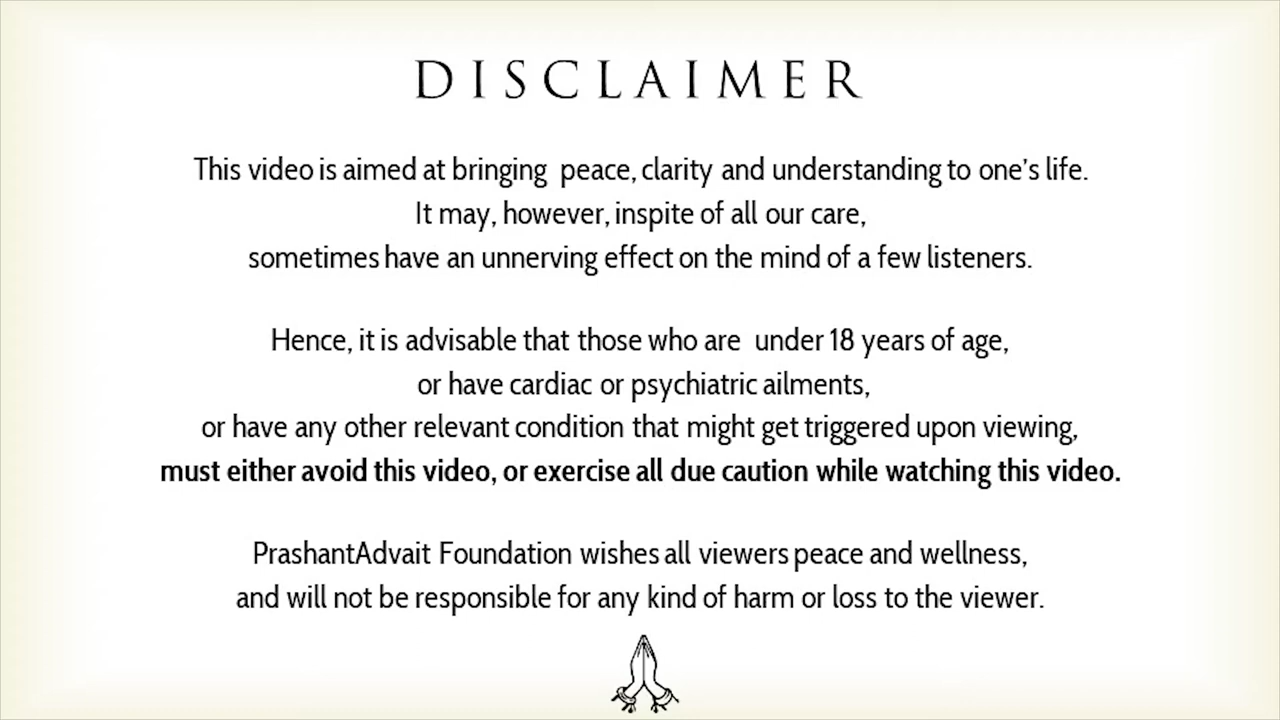 DISCLAIMER
This video is aimed at bringing peace, clarity and understanding to one's life.
It may, however, inspite of all our care,
sometimes have an unnerving effect on the mind of a few listeners.
Hence, it is advisable that those who are under 18 years of age,
or have cardiac or psychiatric ailments,
or have any other relevant condition that might get triggered upon viewing,
must either avoid this video, or exercise all due caution while watching this video.
PrashantAdvait Foundation wishes all viewers peace and wellness,
and will not be responsible for any kind of harm or loss to the viewer.